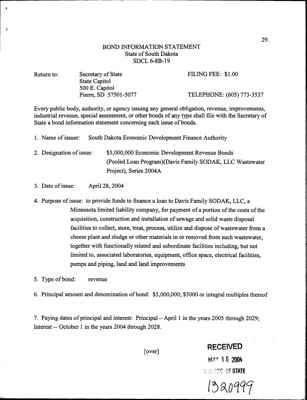 29.
BOND INFORMATION STATEMENT
State of South Dakota
SDCL 6-8B-19
Return to: Secretary of State FILING FEE: $1.00
State Capitol
500 E. Capitol
Pierre, SD 57501-5077 TELEPHONE: (605) 773-3537
Every public body, authority, or agency issuing any general obligation, revenue, improvements,
industrial revenue, special assessment, or other bonds of any type shall file with the Secretary of
State a bond information statement concerning each issue of bonds.
1. Name of issuer: South Dakota Economic Development Finance Authority
2. Designation of issue: $5,000,000 Economic Development Revenue Bonds
(Pooled Loan Program)(Davis Family SODAK, LLC Wastewater
Project), Series 2004A
3. Date of issue: April 28, 2004
4. Purpose of issue: to provide funds to finance a loan to Davis Family SODAK, LLC, a
Minnesota limited liability company, for payment of a portion of the costs of the
acquisition, construction and installation of sewage and solid waste disposal
facilities to collect, store, treat, process, utilize and dispose of wastewater from a
cheese plant and sludge or other materials in or removed from such wastewater,
together with functionally related and subordinate facilities including, but not
limited to, associated laboratories, equipment, office space, electrical facilities,
pumps and piping, land and land improvements
5. Type of bond: revenue
6. Principal amount and denomination of bond: $5,000,000; $5000 or integral multiples thereof
7. Paying dates of principal and interest: Principal – April 1 in the years 2005 through 2029;
Interest -- October 1 in the years 2004 through 2028.
[over]
RECEIVED
MAY 18 2004
SEC OF STATE
1320999